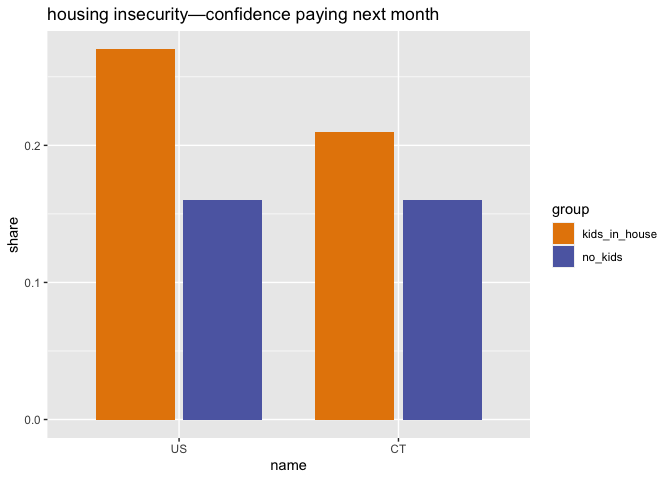 housing insecurity—confidence paying next month
share
0.2
0.1
0.0
US
CT
name
group
kids_in_house
no_kids